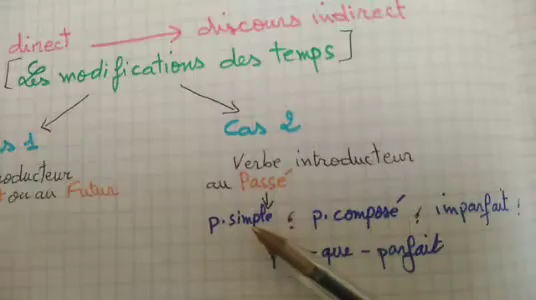 direct → discours indirect
[Les modifications des temps]
s 1
Cas 2
Verbe introducteur
oducteur
au Passé
ou au Futur
p.simple ; p.composé ; imparfait ;
-que-parfait